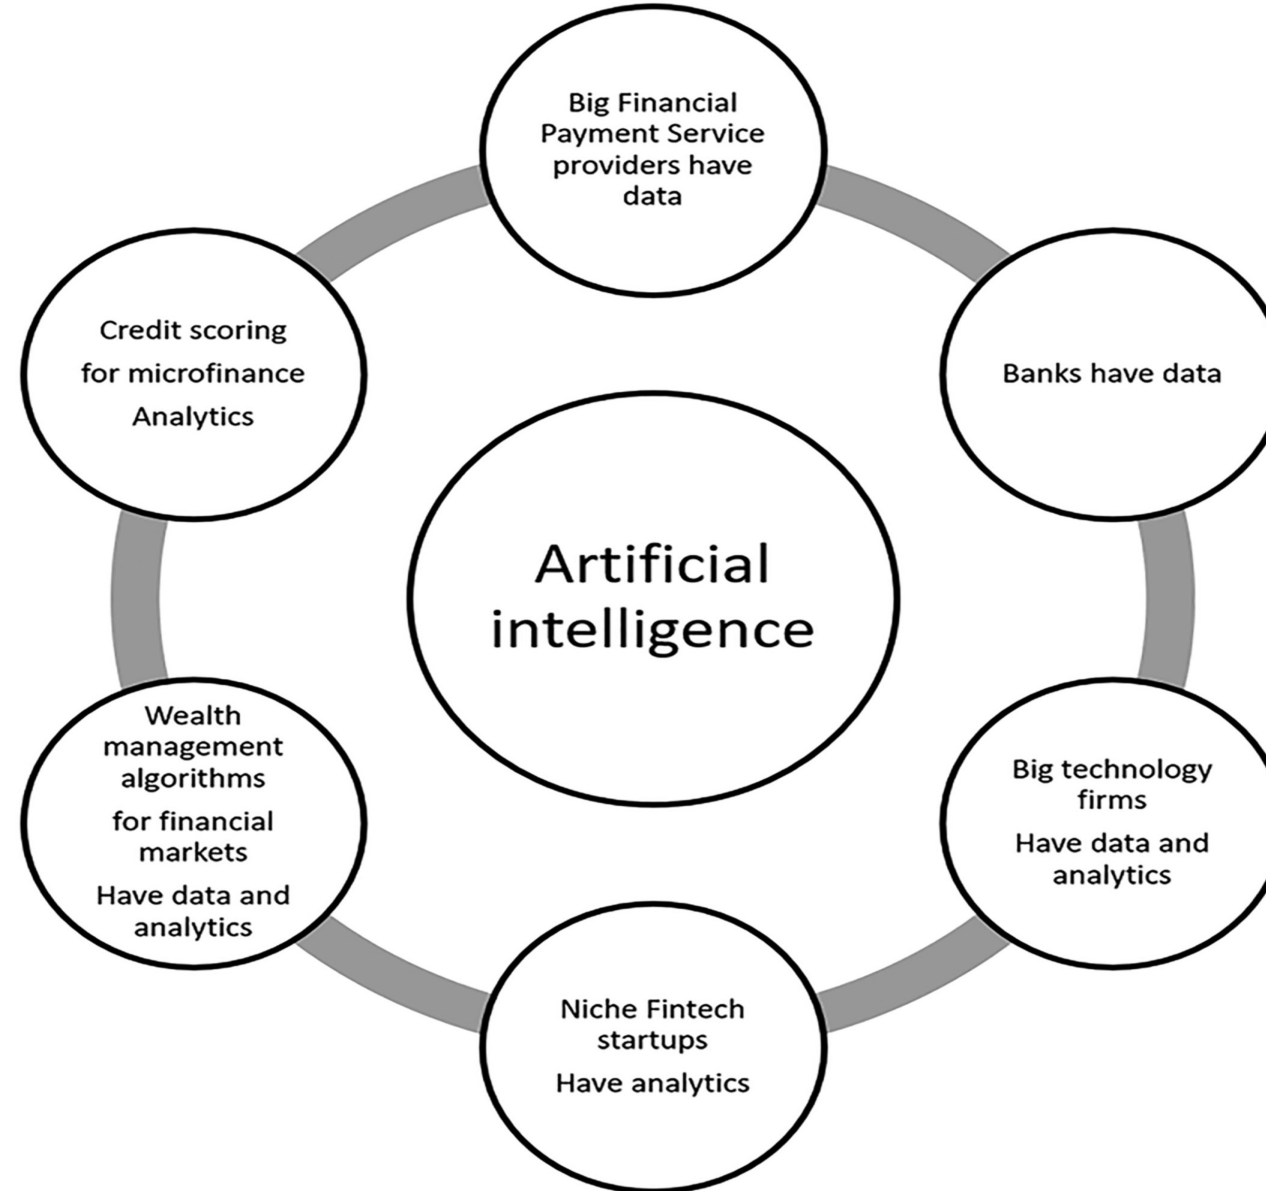 Big Financial
Payment Service
providers have
data
Banks have data
Big technology
firms
Have data and
analytics
Niche Fintech
startups
Have analytics
Wealth
management
algorithms
for financial
markets
Have data and
analytics
Credit scoring
for microfinance
Analytics
Artificial
intelligence